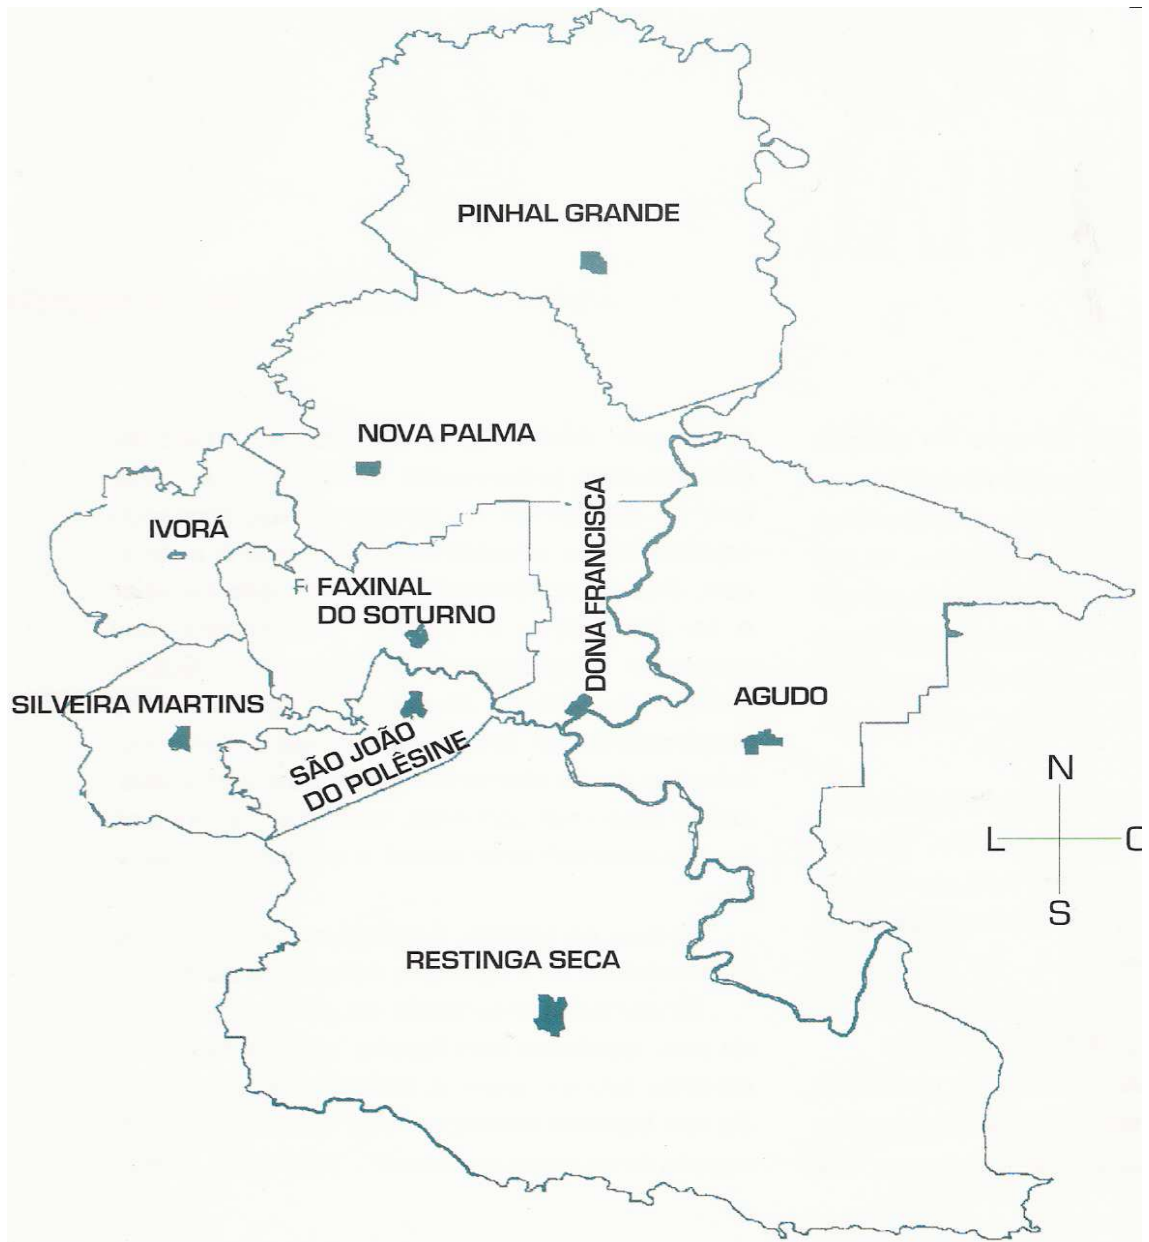 PINHAL GRANDE
NOVA PALMA
IVORÁ
DONA FRANCISCA
FAXINAL
DO SOTURNO
SILVEIRA MARTINS
AGUDO
SÃO JOÃO
DO POLÊSINE
N
L
S
RESTINGA SECA